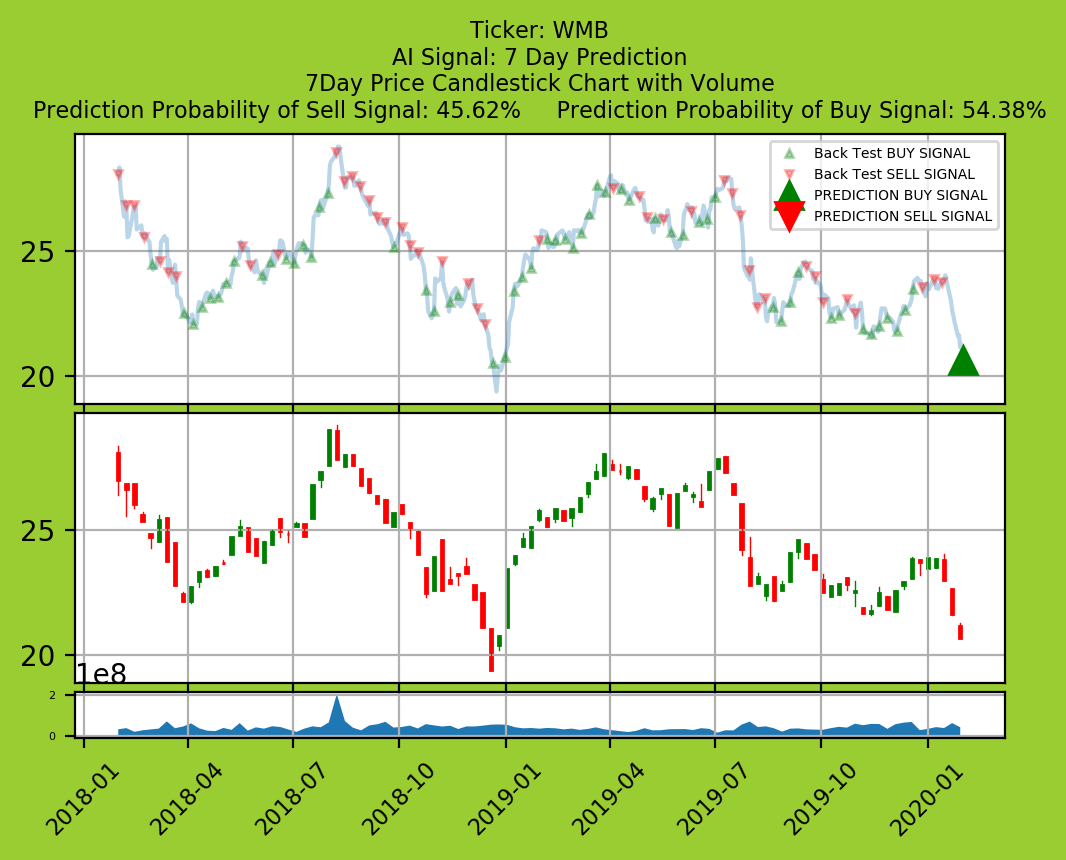 Ticker: WMB
AI Signal: 7 Day Prediction
7Day Price Candlestick Chart with Volume
Prediction Probability of Sell Signal: 45.62% Prediction Probability of Buy Signal: 54.38%
Back Test BUY SIGNAL
Back Test SELL SIGNAL
PREDICTION BUY SIGNAL
PREDICTION SELL SIGNAL
25
20
25
20
1e8
2
0
2018-01
2018-04
2018-07
2018-10
2019-01
2019-04
2019-07
2019-10
2020-01